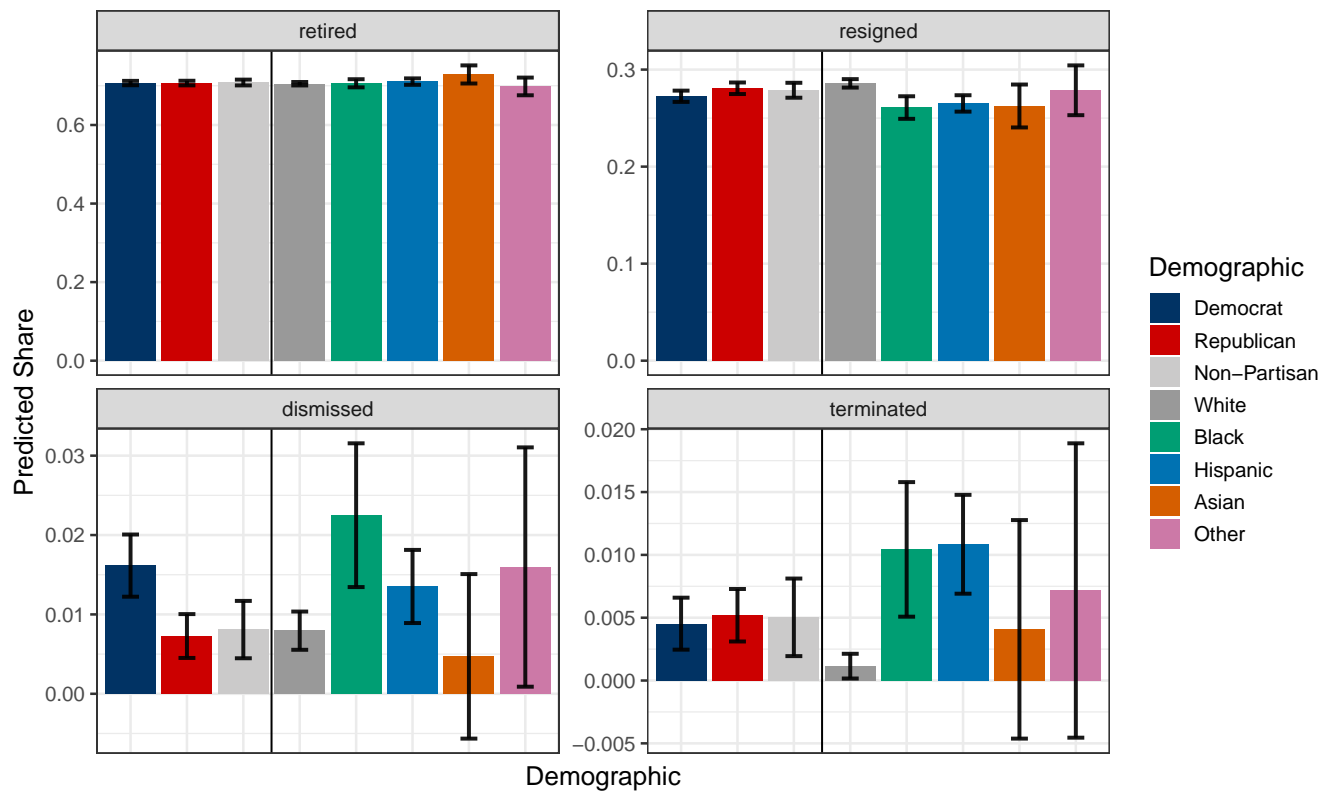 retired
resigned
0.6
0.4
0.2
0.0
0.3
0.2
0.1
0.0
Predicted Share
dismissed
terminated
0.03
0.02
0.01
0.00
0.020
0.015
0.010
0.005
0.000
−0.005
Demographic
Demographic
Democrat
Republican
Non−Partisan
White
Black
Hispanic
Asian
Other